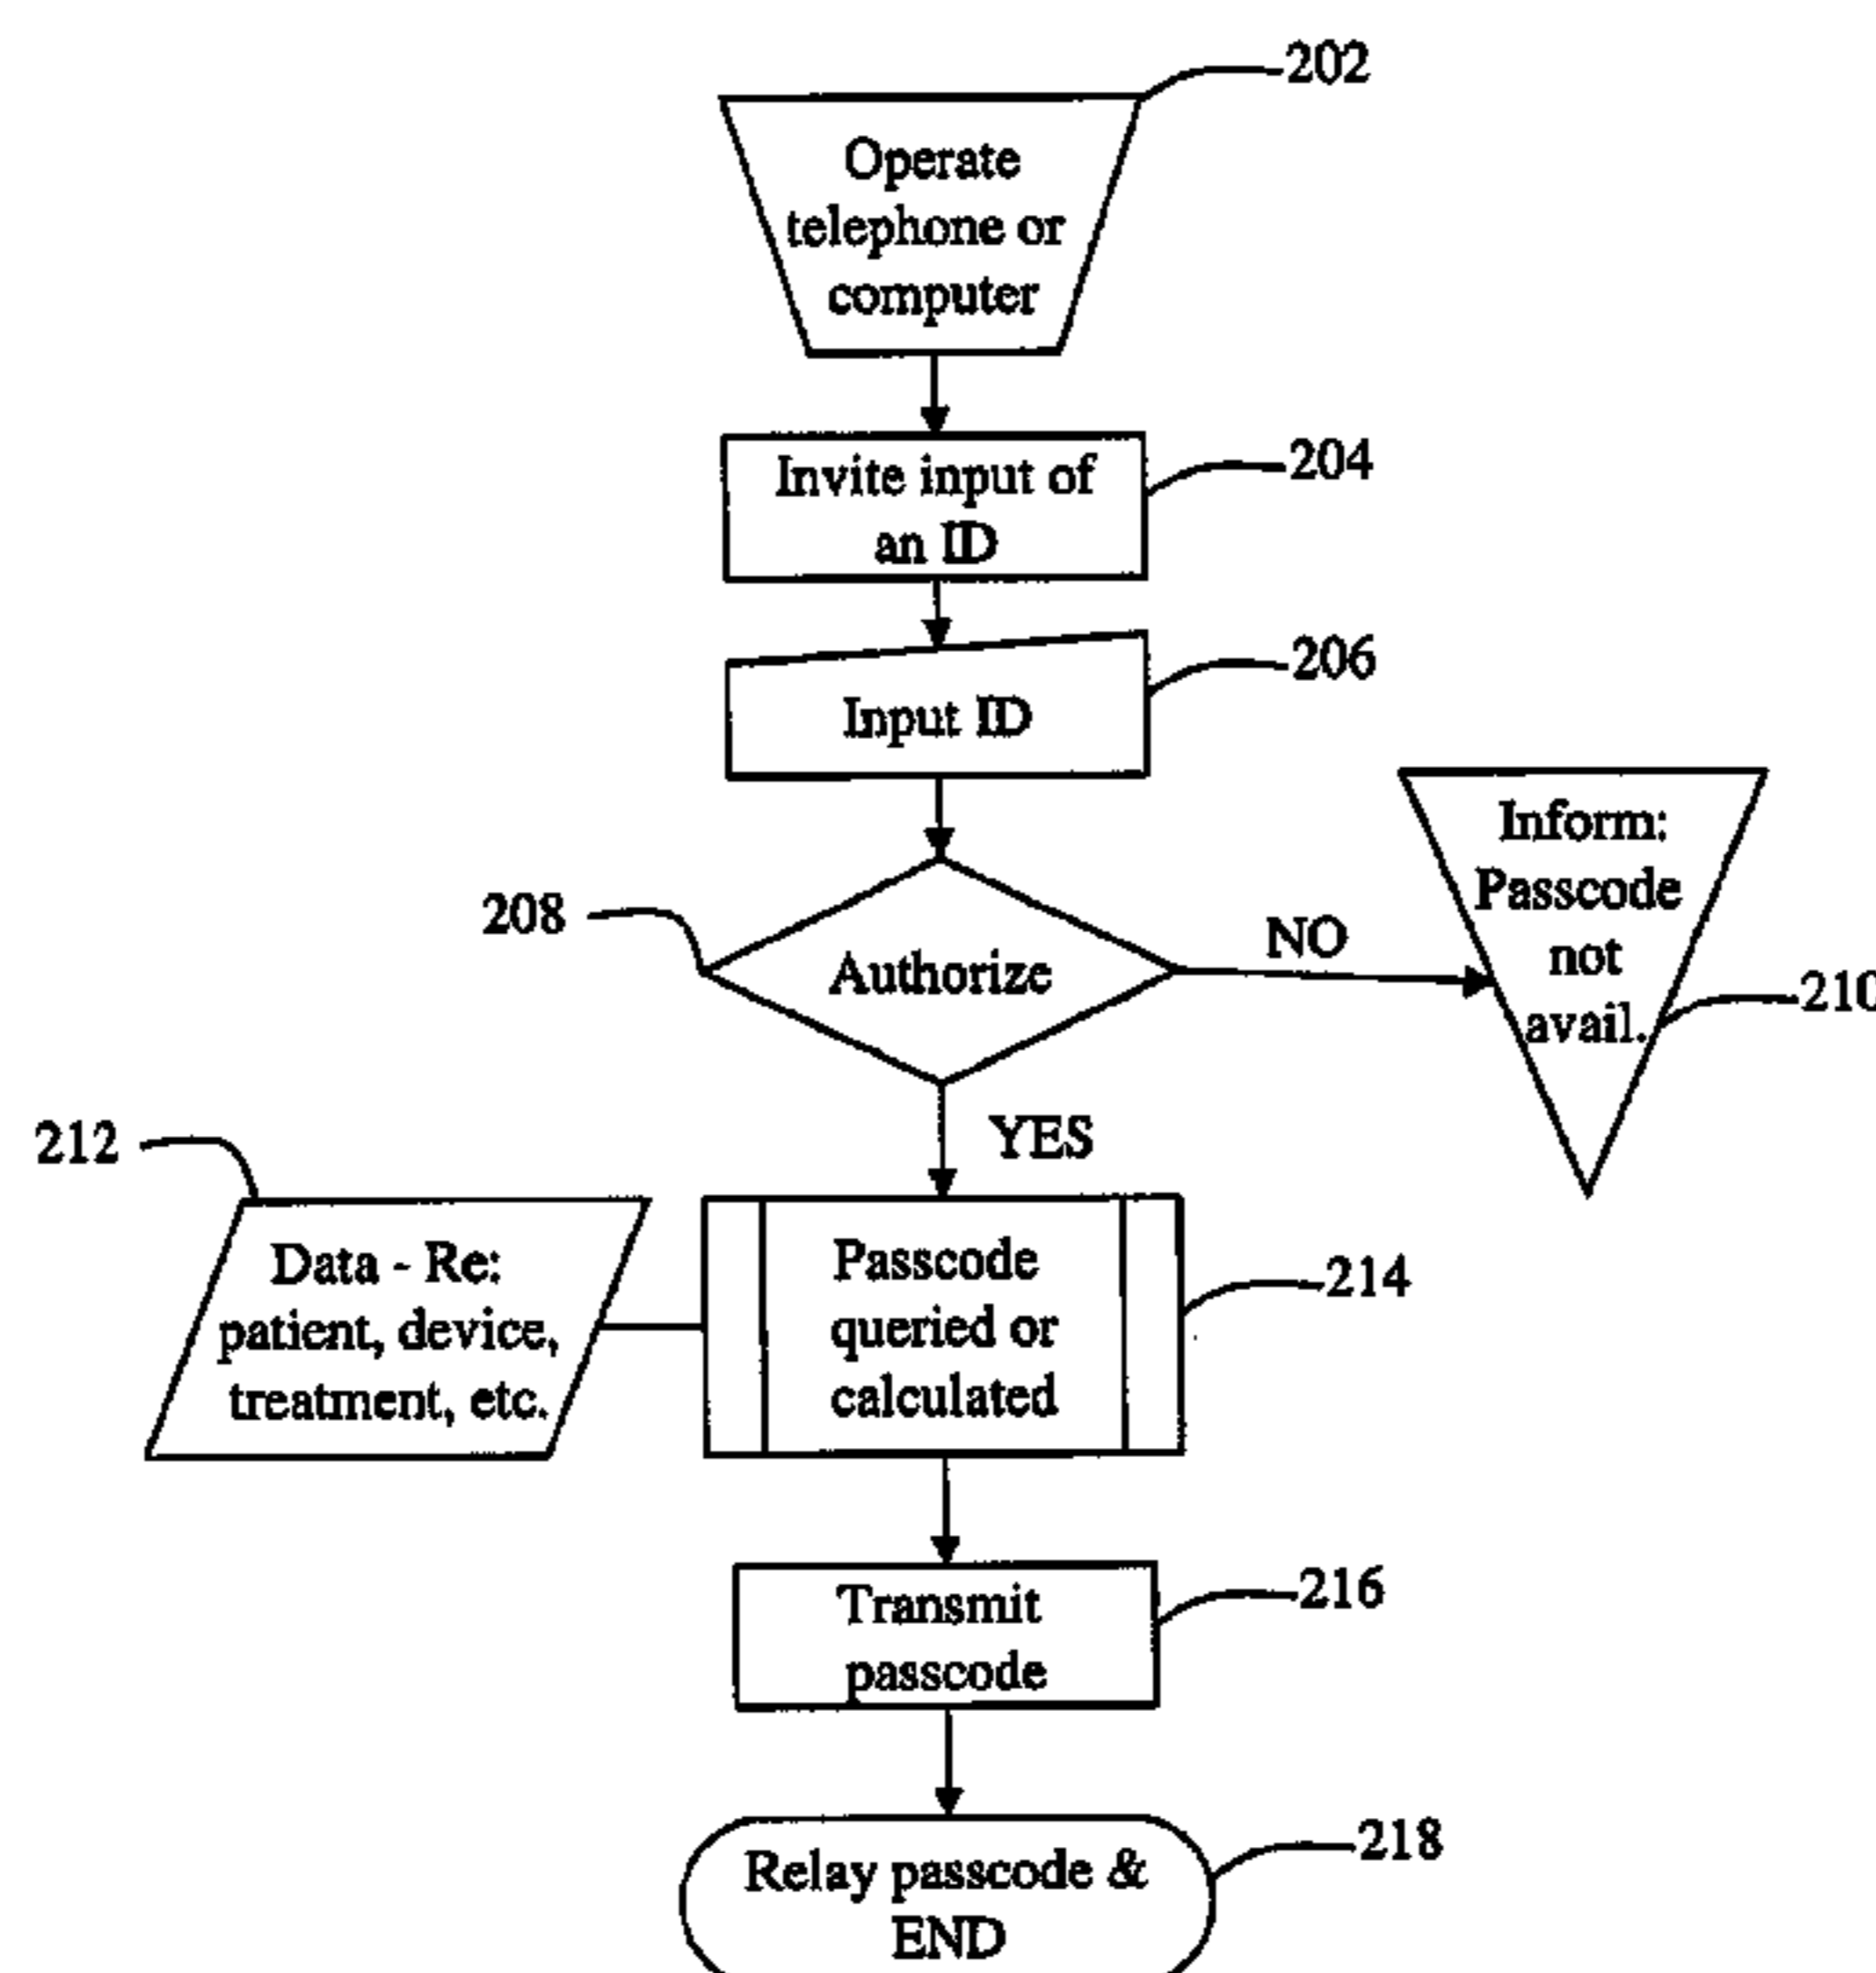 202
Operate
telephone or
computer
Invite input of
an ID
204
Input ID
206
208
Authorize
NO
Inform:
Passcode
not
avail.
210
YES
212
Data - Re:
patient, device,
treatment, etc.
Passcode
queried or
calculated
214
Transmit
passcode
216
Relay passcode &
END
218